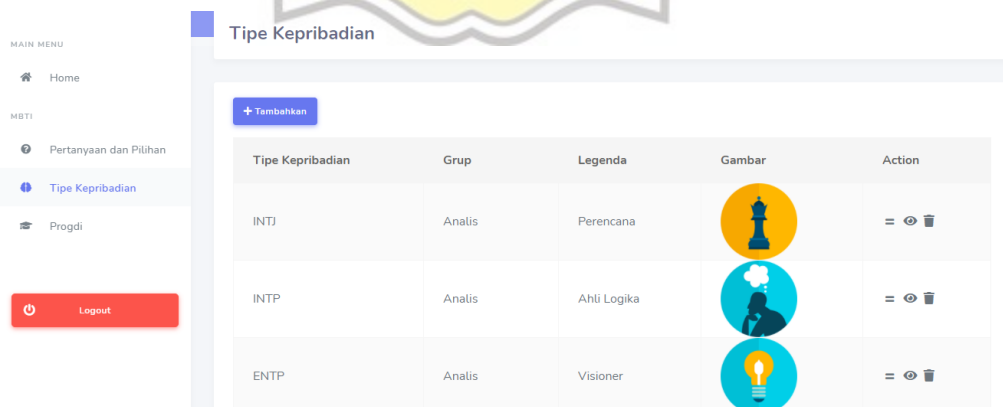 MAIN MENU
Home
MBTI
Pertanyaan dan Pilihan
Tipe Kepribadian
Progdi
Logout
Tipe Kepribadian
+ Tambahkan
Tipe Kepribadian Grup Legenda Gambar Action
INTJ Analis Perencana
INTP Analis Ahli Logika
ENTP Analis Visioner